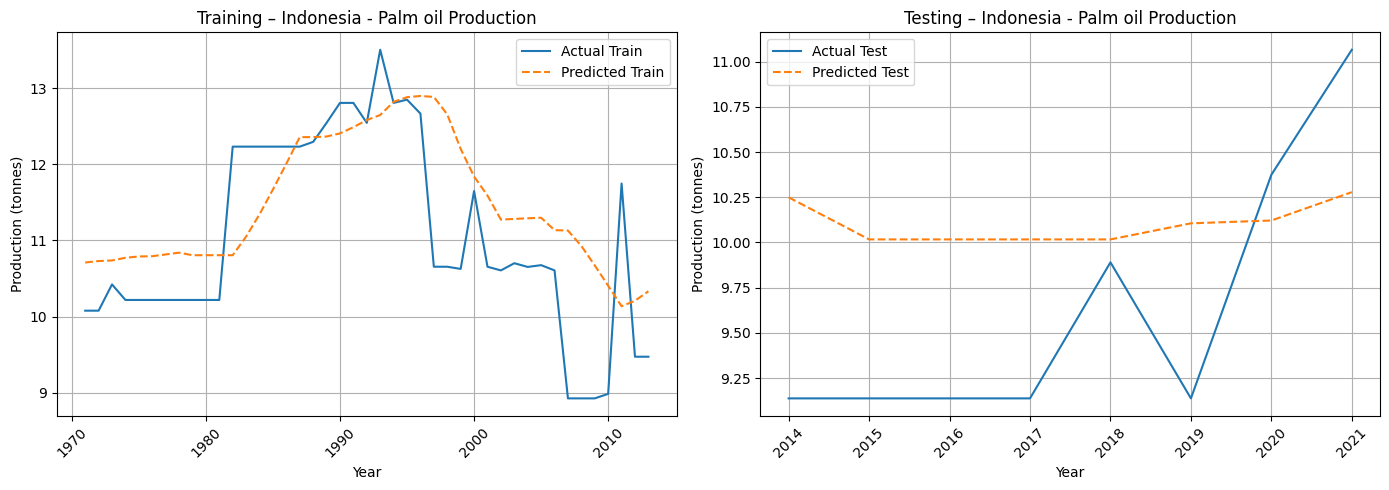 Training – Indonesia - Palm oil Production
Actual Train
Predicted Train
Production (tonnes)
13
12
11
10
9
1970
1980
1990
2000
2010
Year
Testing – Indonesia - Palm oil Production
Actual Test
Predicted Test
Production (tonnes)
11.00
10.75
10.50
10.25
10.00
9.75
9.50
9.25
2014
2015
2016
2017
2018
2019
2020
2021
Year